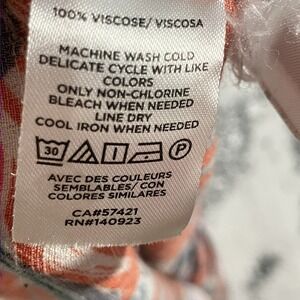 100% VISCOSE/ VISCOSA
MACHINE WASH COLD
DELICATE CYCLE WITH LIKE
COLORS
ONLY NON-CHLORINE
BLEACH WHEN NEEDED
LINE DRY
COOL IRON WHEN NEEDED
30 P
AVEC DES COULEURS
SEMBLABLES/ CON
COLORES SIMILARES
CA#57421
RN#140923